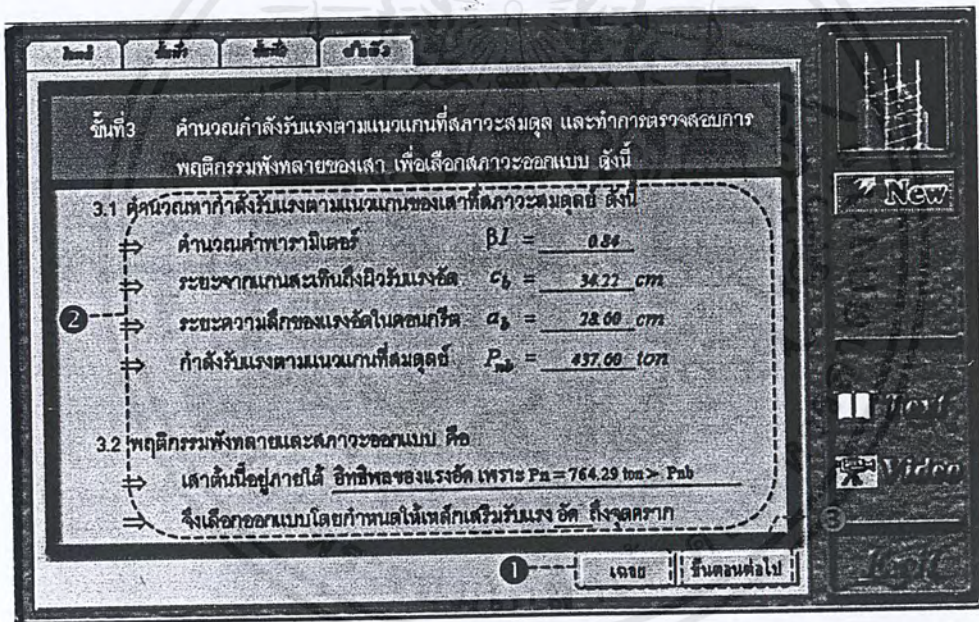 เกี่ยวกับ
ขั้นที่3 คำนวณกำลังรับแรงตามแนวแกนที่สภาวะสมดุล และทำการตรวจสอบการ
พฤติกรรมพังทลายของเสา เพื่อเลือกสภาวะออกแบบ ดังนี้
New
3.1 คำนวณหากำลังรับแรงตามแนวแกนของเสาที่สภาวะสมดุลย์ ดังนี้
⇒ คำนวณค่าพารามิเตอร์ β1 = 0.84
⇒ ระยะจากแกนสะเทินถึงผิวรับแรงอัด c_b = 34.22 cm
❷ ⇒ ระยะความลึกของแรงอัดในคอนกรีต a_b = 28.60 cm
⇒ กำลังรับแรงตามแนวแกนที่สมดุลย์ P_nb = 437.60 ton
Text
3.2 พฤติกรรมพังทลายและสภาวะออกแบบ คือ
⇒ เสาต้นนี้อยู่ภายใต้ อิทธิพลของแรงอัด เพราะ Pn = 764.29 ton > Pnb
Video
⇒ จึงเลือกออกแบบโดยกำหนดให้เหล็กเสริมรับแรง อัด ถึงจุดคราก
❸
❶ เฉลย ขั้นตอนต่อไป
Exit